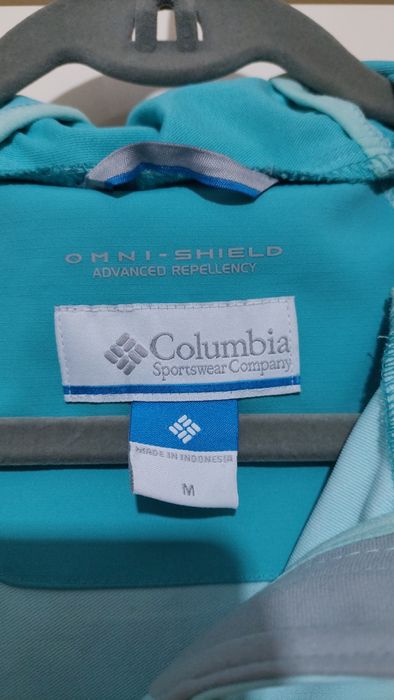 OMNI-SHIELD
ADVANCED REPELLENCY
Columbia
Sportswear Company
MADE IN INDONESIA
M